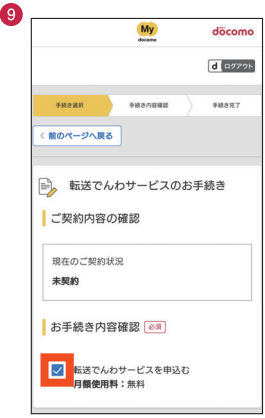 9
My
docomo
döcomo
d ログアウト
手続き選択
手続き内容確認
手続き完了
< 前のページへ戻る
転送でんわサービスのお手続き
ご契約内容の確認
現在のご契約状況
未契約
お手続き内容確認 必須
転送でんわサービスを申込む
月額使用料：無料